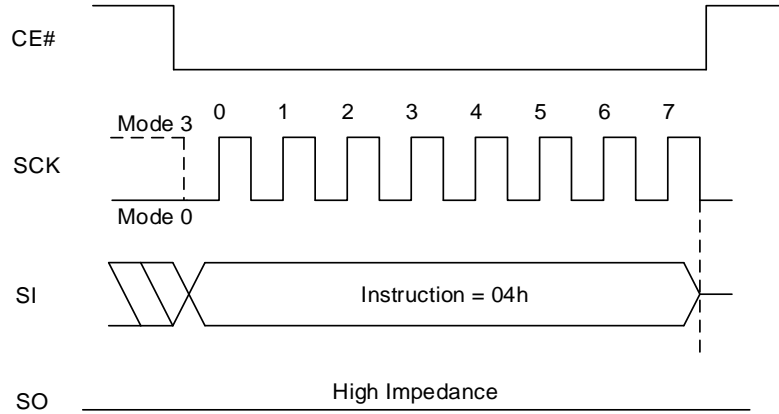 CE#
0 1 2 3 4 5 6 7
Mode 3
SCK
Mode 0
SI
Instruction = 04h
SO
High Impedance